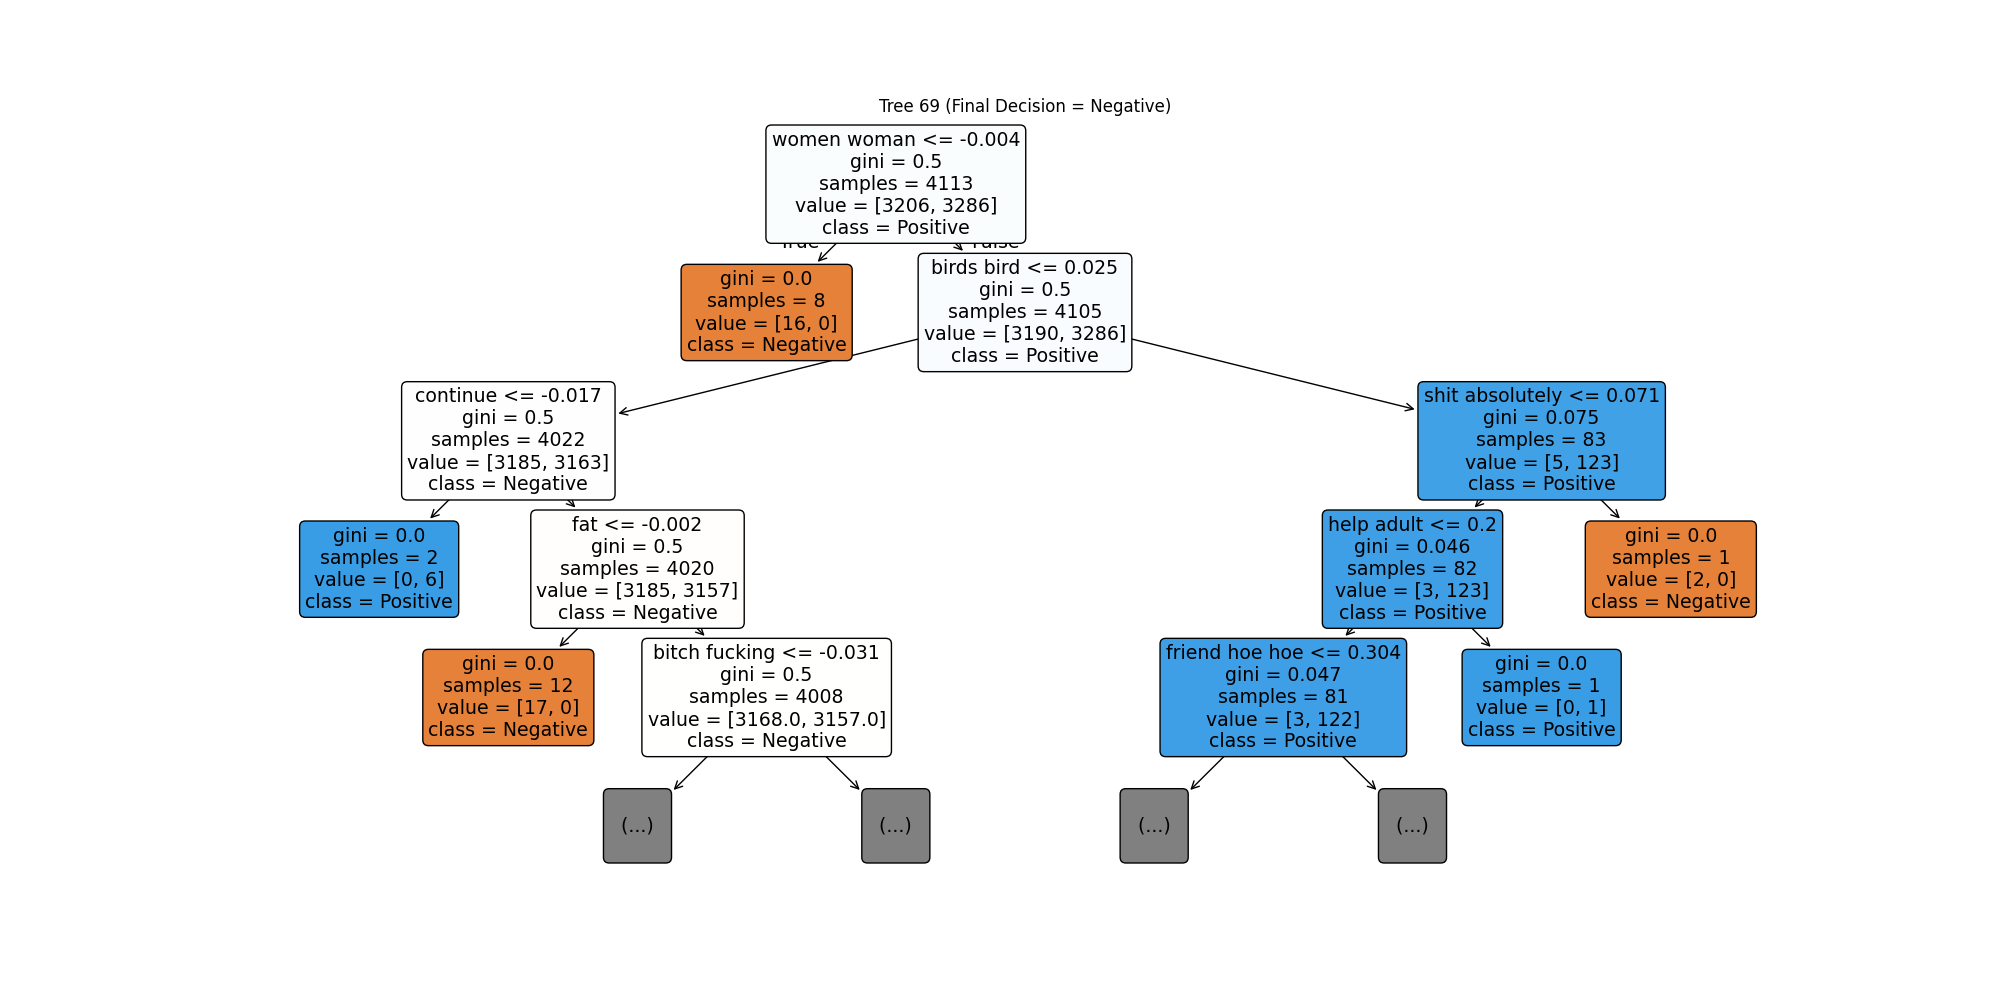 Tree 69 (Final Decision = Negative)
women woman <= -0.004
gini = 0.5
samples = 4113
value = [3206, 3286]
class = Positive
True
False
gini = 0.0
samples = 8
value = [16, 0]
class = Negative
birds bird <= 0.025
gini = 0.5
samples = 4105
value = [3190, 3286]
class = Positive
continue <= -0.017
gini = 0.5
samples = 4022
value = [3185, 3163]
class = Negative
shit absolutely <= 0.071
gini = 0.075
samples = 83
value = [5, 123]
class = Positive
gini = 0.0
samples = 2
value = [0, 6]
class = Positive
fat <= -0.002
gini = 0.5
samples = 4020
value = [3185, 3157]
class = Negative
help adult <= 0.2
gini = 0.046
samples = 82
value = [3, 123]
class = Positive
gini = 0.0
samples = 1
value = [2, 0]
class = Negative
gini = 0.0
samples = 12
value = [17, 0]
class = Negative
bitch fucking <= -0.031
gini = 0.5
samples = 4008
value = [3168.0, 3157.0]
class = Negative
friend hoe hoe <= 0.304
gini = 0.047
samples = 81
value = [3, 122]
class = Positive
gini = 0.0
samples = 1
value = [0, 1]
class = Positive
(...)
(...)
(...)
(...)